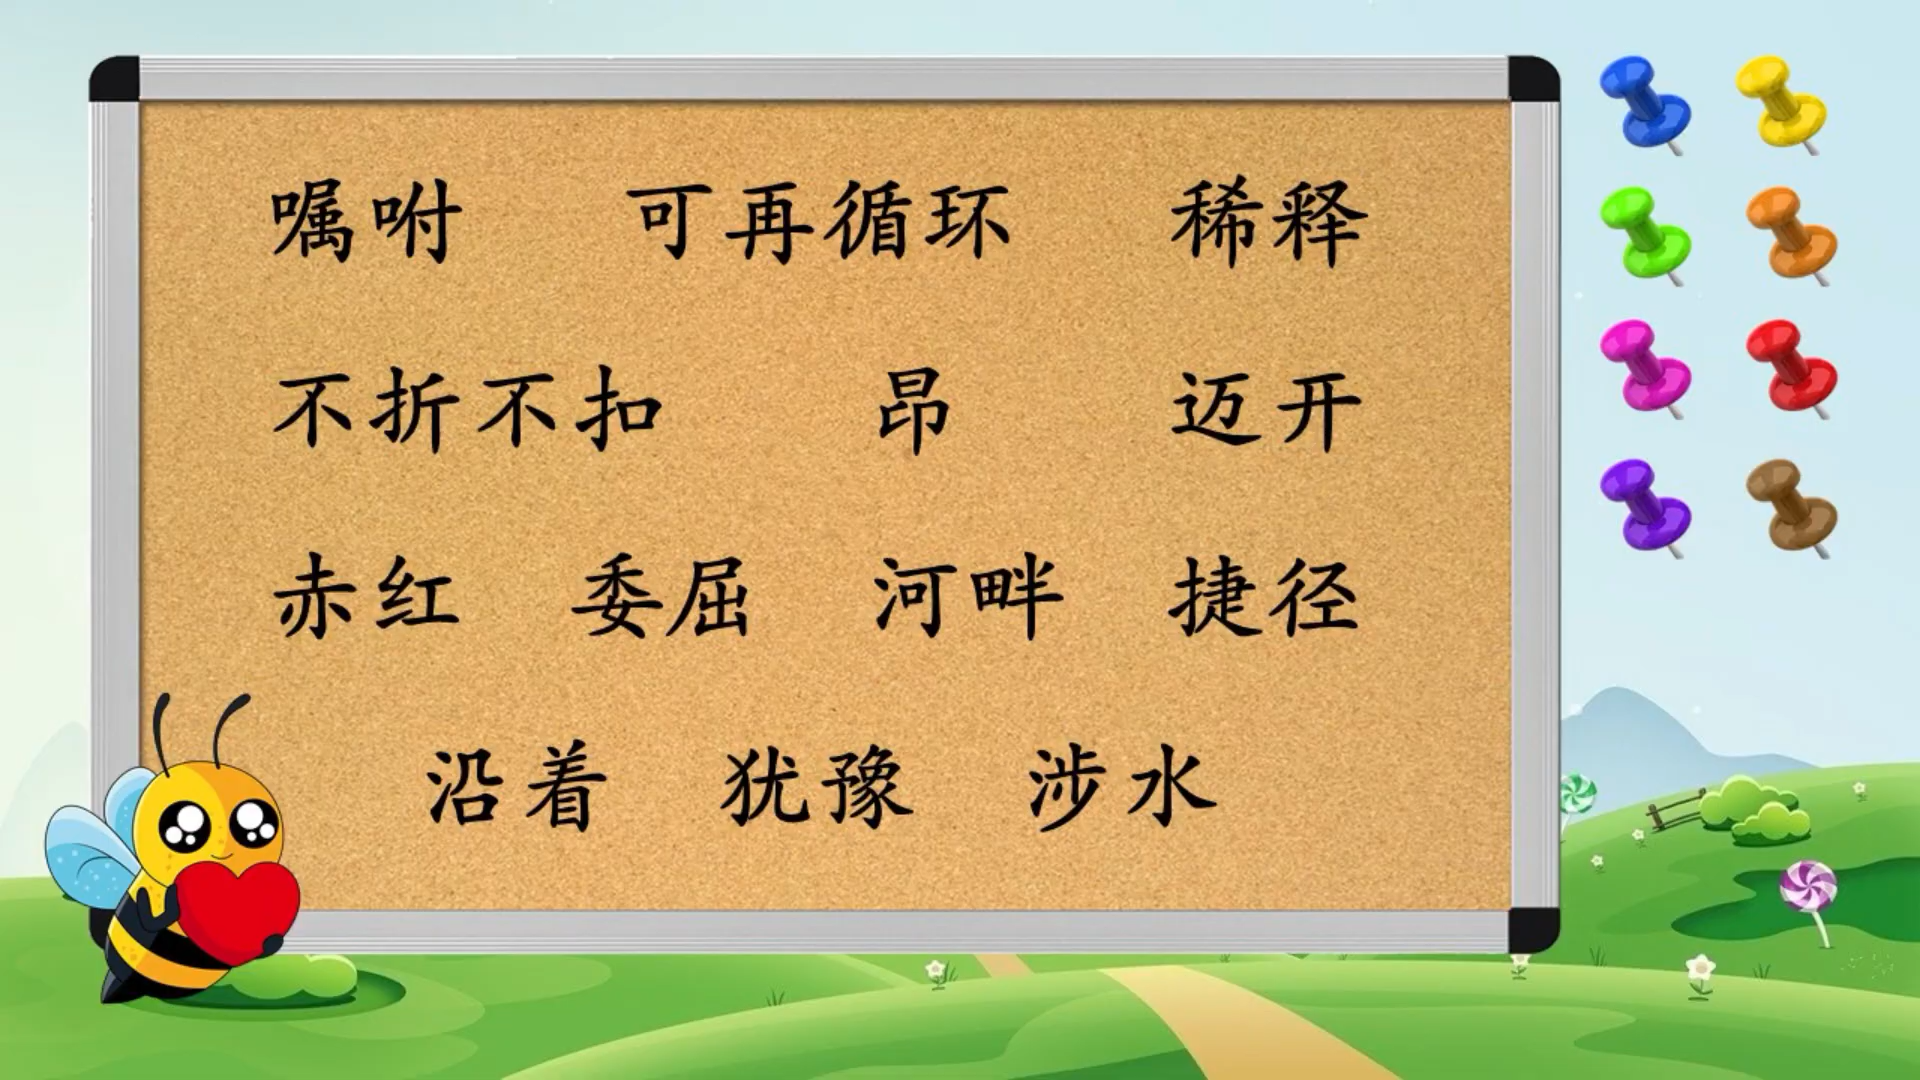 嘱咐 可再循环 稀释
不折不扣 昂 迈开
赤红 委屈 河畔 捷径
沿着 犹豫 涉水